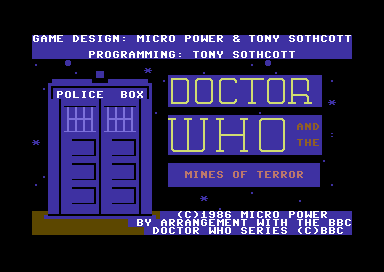 GAME DESIGN: MICRO POWER & TONY SOTHCOTT
PROGRAMMING: TONY SOTHCOTT
POLICE BOX
DOCTOR
WHO AND THE
MINES OF TERROR
(C)1986 MICRO POWER
BY ARRANGEMENT WITH THE BBC
DOCTOR WHO SERIES (C)BBC